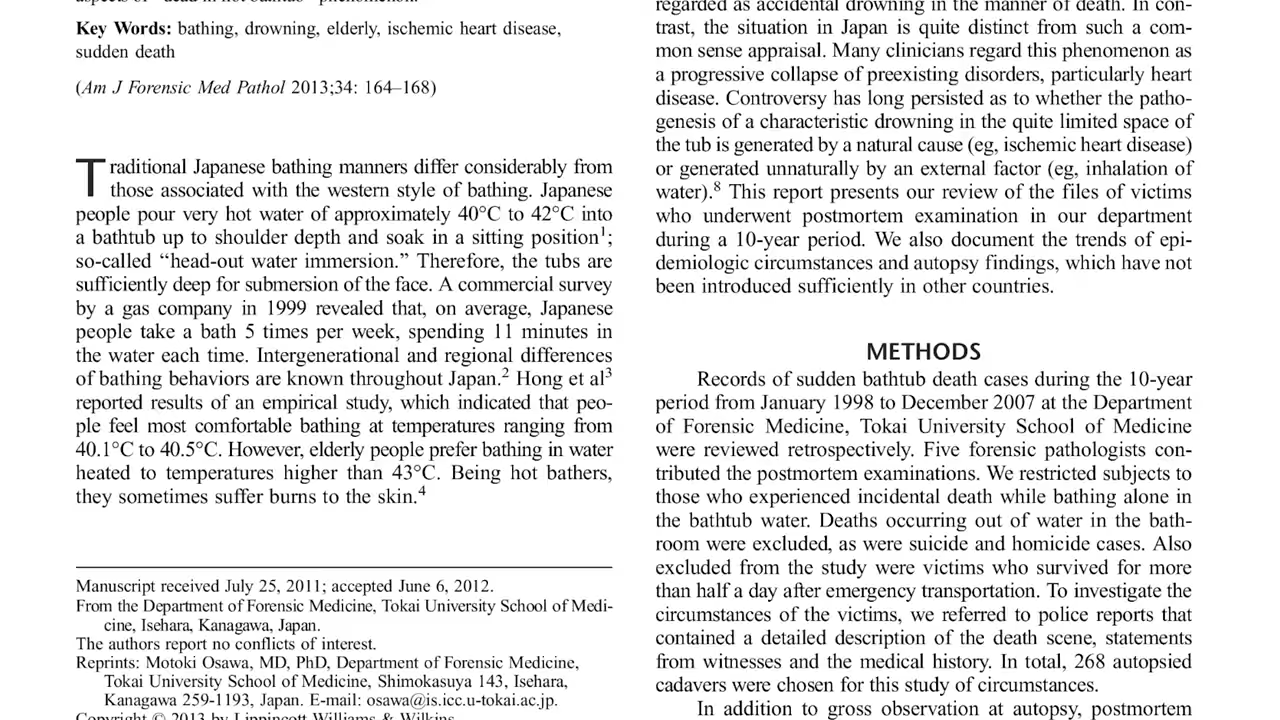 Key Words: bathing, drowning, elderly, ischemic heart disease,
sudden death
(Am J Forensic Med Pathol 2013;34: 164–168)
Traditional Japanese bathing manners differ considerably from
those associated with the western style of bathing. Japanese
people pour very hot water of approximately 40°C to 42°C into
a bathtub up to shoulder depth and soak in a sitting position1;
so-called “head-out water immersion.” Therefore, the tubs are
sufficiently deep for submersion of the face. A commercial survey
by a gas company in 1999 revealed that, on average, Japanese
people take a bath 5 times per week, spending 11 minutes in
the water each time. Intergenerational and regional differences
of bathing behaviors are known throughout Japan.2 Hong et al3
reported results of an empirical study, which indicated that peo-
ple feel most comfortable bathing at temperatures ranging from
40.1°C to 40.5°C. However, elderly people prefer bathing in water
heated to temperatures higher than 43°C. Being hot bathers,
they sometimes suffer burns to the skin.4
Manuscript received July 25, 2011; accepted June 6, 2012.
From the Department of Forensic Medicine, Tokai University School of Medi-
cine, Isehara, Kanagawa, Japan.
The authors report no conflicts of interest.
Reprints: Motoki Osawa, MD, PhD, Department of Forensic Medicine,
Tokai University School of Medicine, Shimokasuya 143, Isehara,
Kanagawa 259-1193, Japan. E-mail: osawa@is.icc.u-tokai.ac.jp.
Copyright © 2013 by Lippincott Williams & Wilkins
regarded as accidental drowning in the manner of death. In con-
trast, the situation in Japan is quite distinct from such a com-
mon sense appraisal. Many clinicians regard this phenomenon as
a progressive collapse of preexisting disorders, particularly heart
disease. Controversy has long persisted as to whether the patho-
genesis of a characteristic drowning in the quite limited space of
the tub is generated by a natural cause (eg, ischemic heart disease)
or generated unnaturally by an external factor (eg, inhalation of
water).8 This report presents our review of the files of victims
who underwent postmortem examination in our department
during a 10-year period. We also document the trends of epi-
demiologic circumstances and autopsy findings, which have not
been introduced sufficiently in other countries.
METHODS
Records of sudden bathtub death cases during the 10-year
period from January 1998 to December 2007 at the Department
of Forensic Medicine, Tokai University School of Medicine
were reviewed retrospectively. Five forensic pathologists con-
tributed the postmortem examinations. We restricted subjects to
those who experienced incidental death while bathing alone in
the bathtub water. Deaths occurring out of water in the bath-
room were excluded, as were suicide and homicide cases. Also
excluded from the study were victims who survived for more
than half a day after emergency transportation. To investigate the
circumstances of the victims, we referred to police reports that
contained a detailed description of the death scene, statements
from witnesses and the medical history. In total, 268 autopsied
cadavers were chosen for this study of circumstances.
In addition to gross observation at autopsy, postmortem